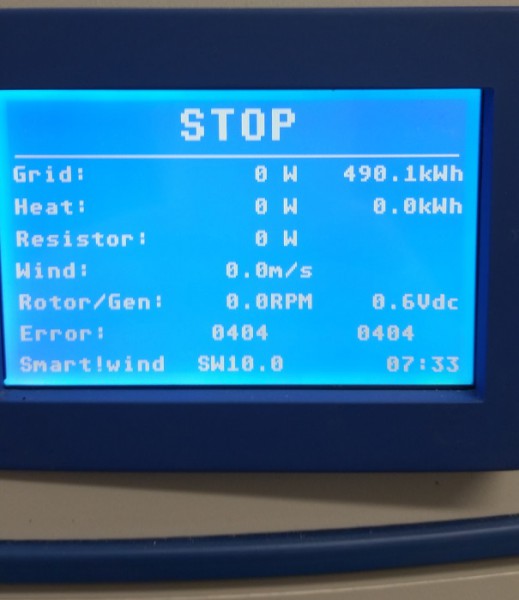 STOP
Grid: 0 W 490.1kWh
Heat: 0 W 0.0kWh
Resistor: 0 W
Wind: 0.0m/s
Rotor/Gen: 0.0RPM 0.6Vdc
Error: 0404 0404
Smart!wind SW10.0 07:33